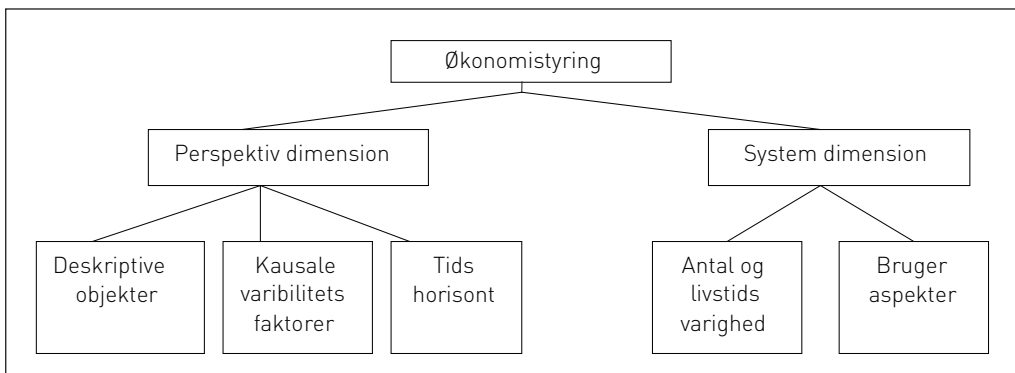 Økonomistyring
Perspektiv dimension
System dimension
Deskriptive
objekter
Kausale
varibilitets
faktorer
Tids
horisont
Antal og
livstids
varighed
Bruger
aspekter